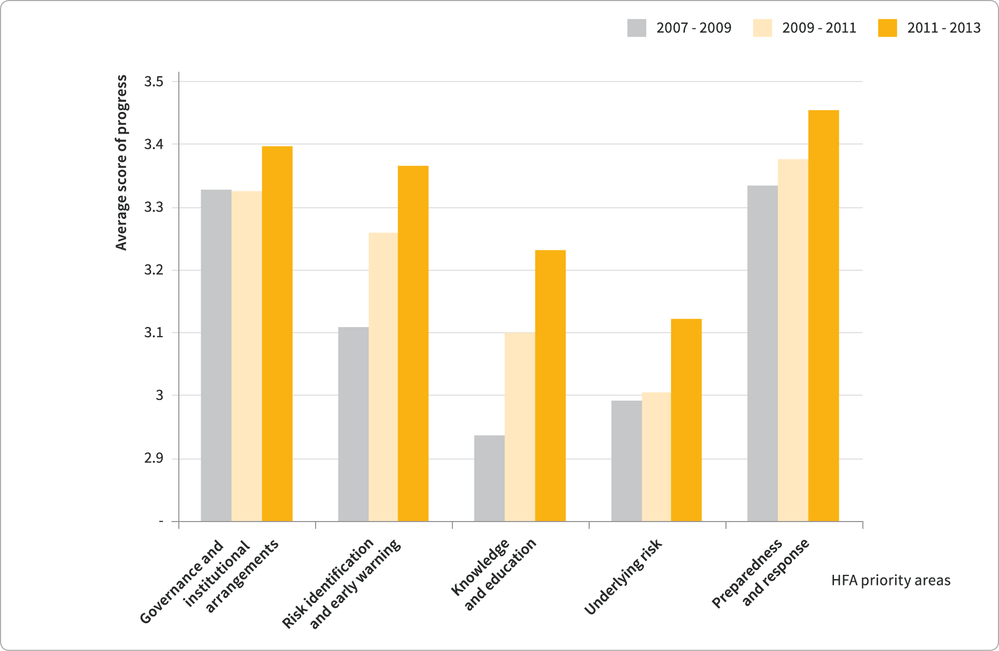 2007 - 2009
2009 - 2011
2011 - 2013
Average score of progress
3.5
3.4
3.3
3.2
3.1
3
2.9
-
Governance and
institutional
arrangements
Risk identification
and early warning
Knowledge
and education
Underlying risk
Preparedness
and response
HFA priority areas